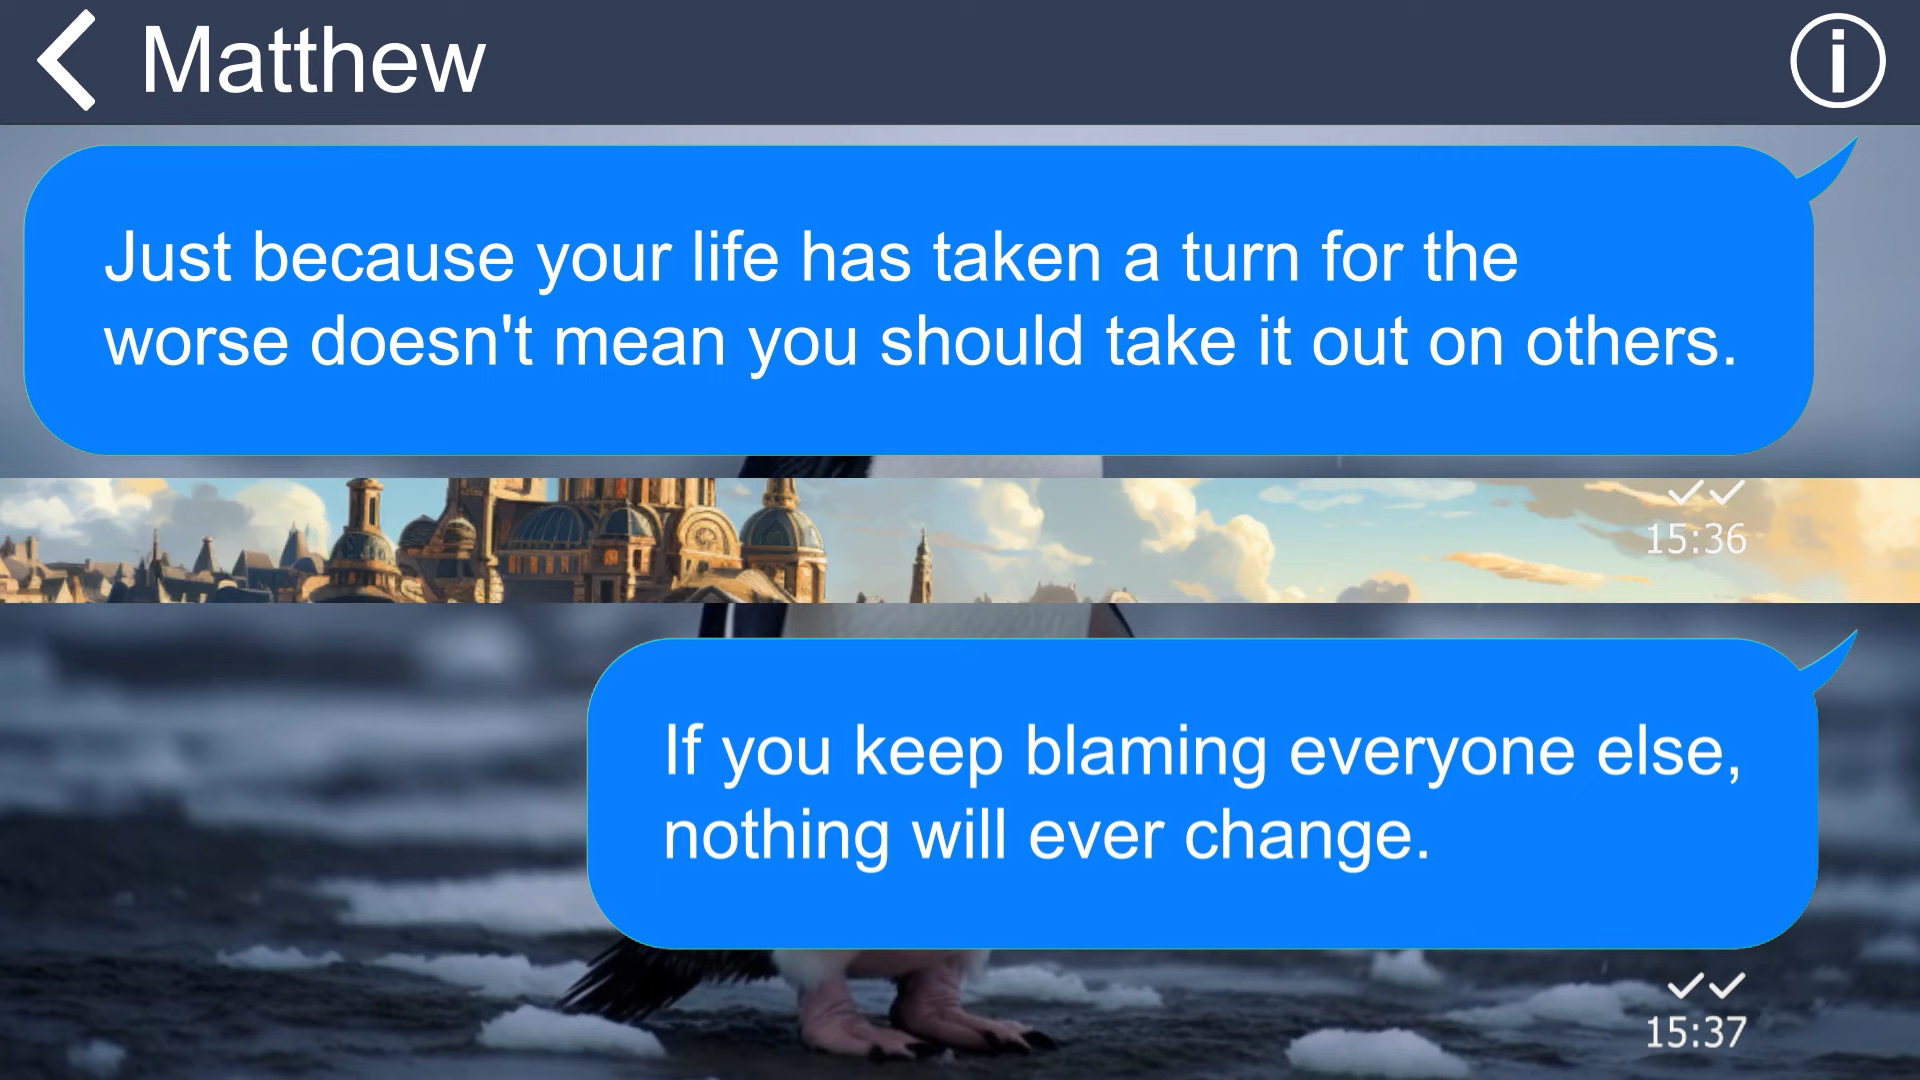 Matthew
Just because your life has taken a turn for the
worse doesn't mean you should take it out on others.
15:36
If you keep blaming everyone else,
nothing will ever change.
15:37